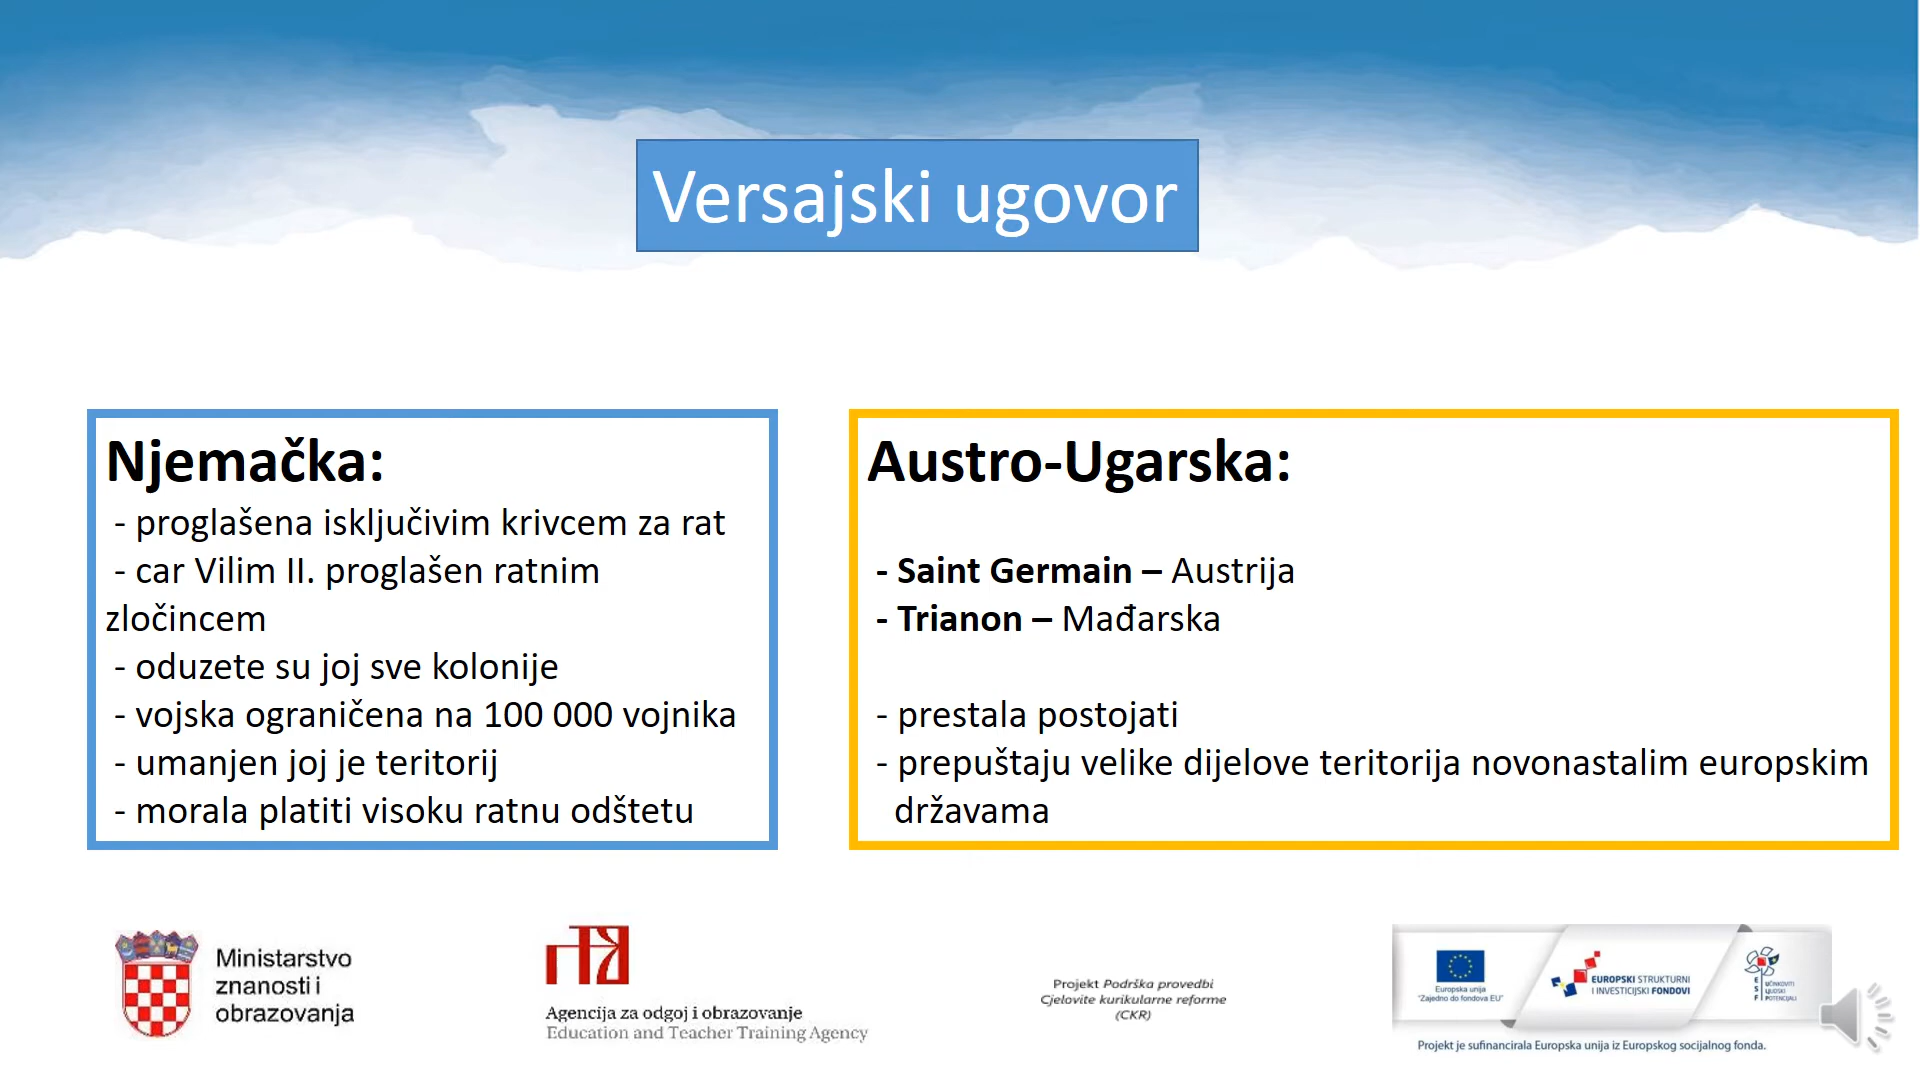 Versajski ugovor
Njemačka:
- proglašena isključivim krivcem za rat
- car Vilim II. proglašen ratnim
zločincem
- oduzete su joj sve kolonije
- vojska ograničena na 100 000 vojnika
- umanjen joj je teritorij
- morala platiti visoku ratnu odštetu
Austro-Ugarska:
- Saint Germain – Austrija
- Trianon – Mađarska
- prestala postojati
- prepuštaju velike dijelove teritorija novonastalim europskim
državama
Ministarstvo
znanosti i
obrazovanja
Agencija za odgoj i obrazovanje
Education and Teacher Training Agency
Projekt Podrška provedbi
Cjelovite kurikularne reforme
(CKR)
Europska unija
"Zajedno do fondova EU"
EUROPSKI STRUKTURNI
I INVESTICIJSKI FONDOVI
ESF
UČINKOVITI
LJUDSKI
POTENCIJALI
Projekt je sufinancirala Europska unija iz Europskog socijalnog fonda.